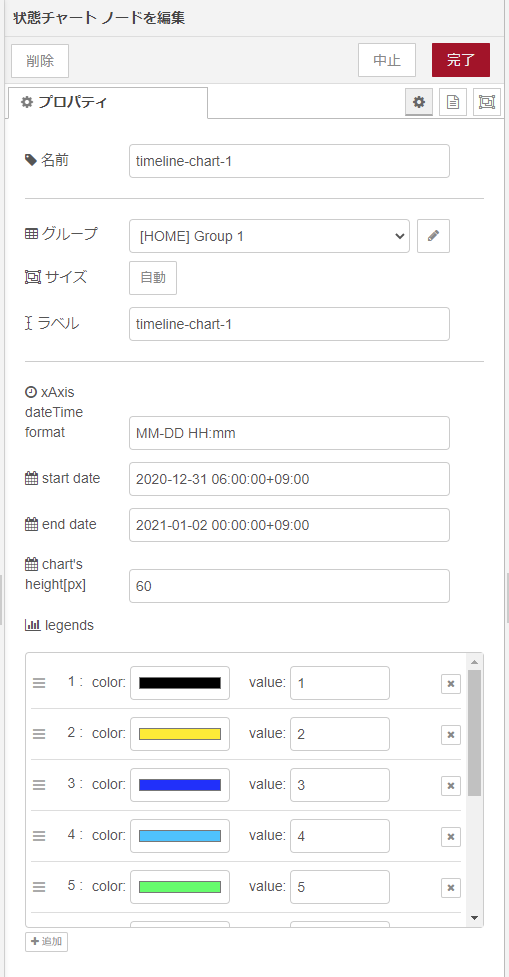 状態チャート ノードを編集
削除
中止
完了
プロパティ
名前
timeline-chart-1
グループ
[HOME] Group 1
サイズ
自動
ラベル
timeline-chart-1
xAxis
dateTime
format
MM-DD HH:mm
start date
2020-12-31 06:00:00+09:00
end date
2021-01-02 00:00:00+09:00
chart's
height[px]
60
legends
1 : color: value: 1
2 : color: value: 2
3 : color: value: 3
4 : color: value: 4
5 : color: value: 5
追加